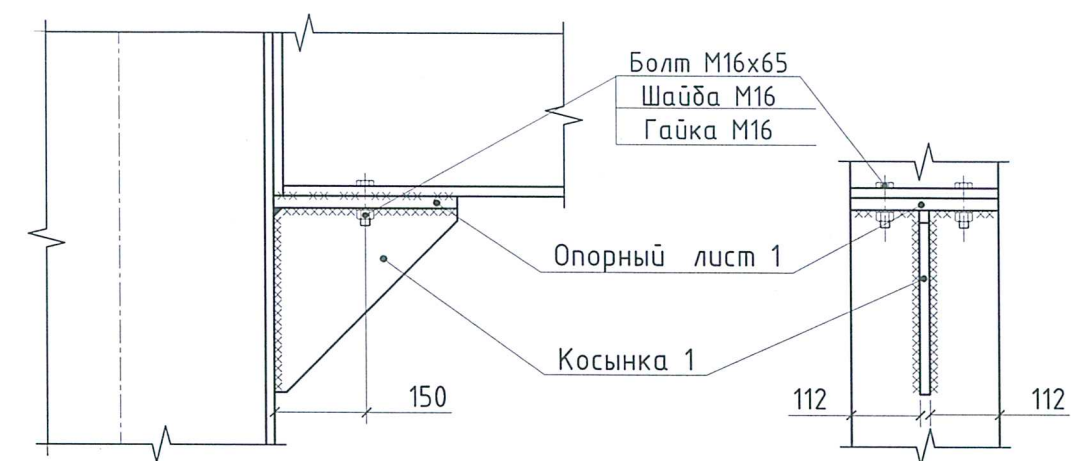 Болт М16х65
Шайба М16
Гайка М16
Опорный лист 1
Косынка 1
150
112
112